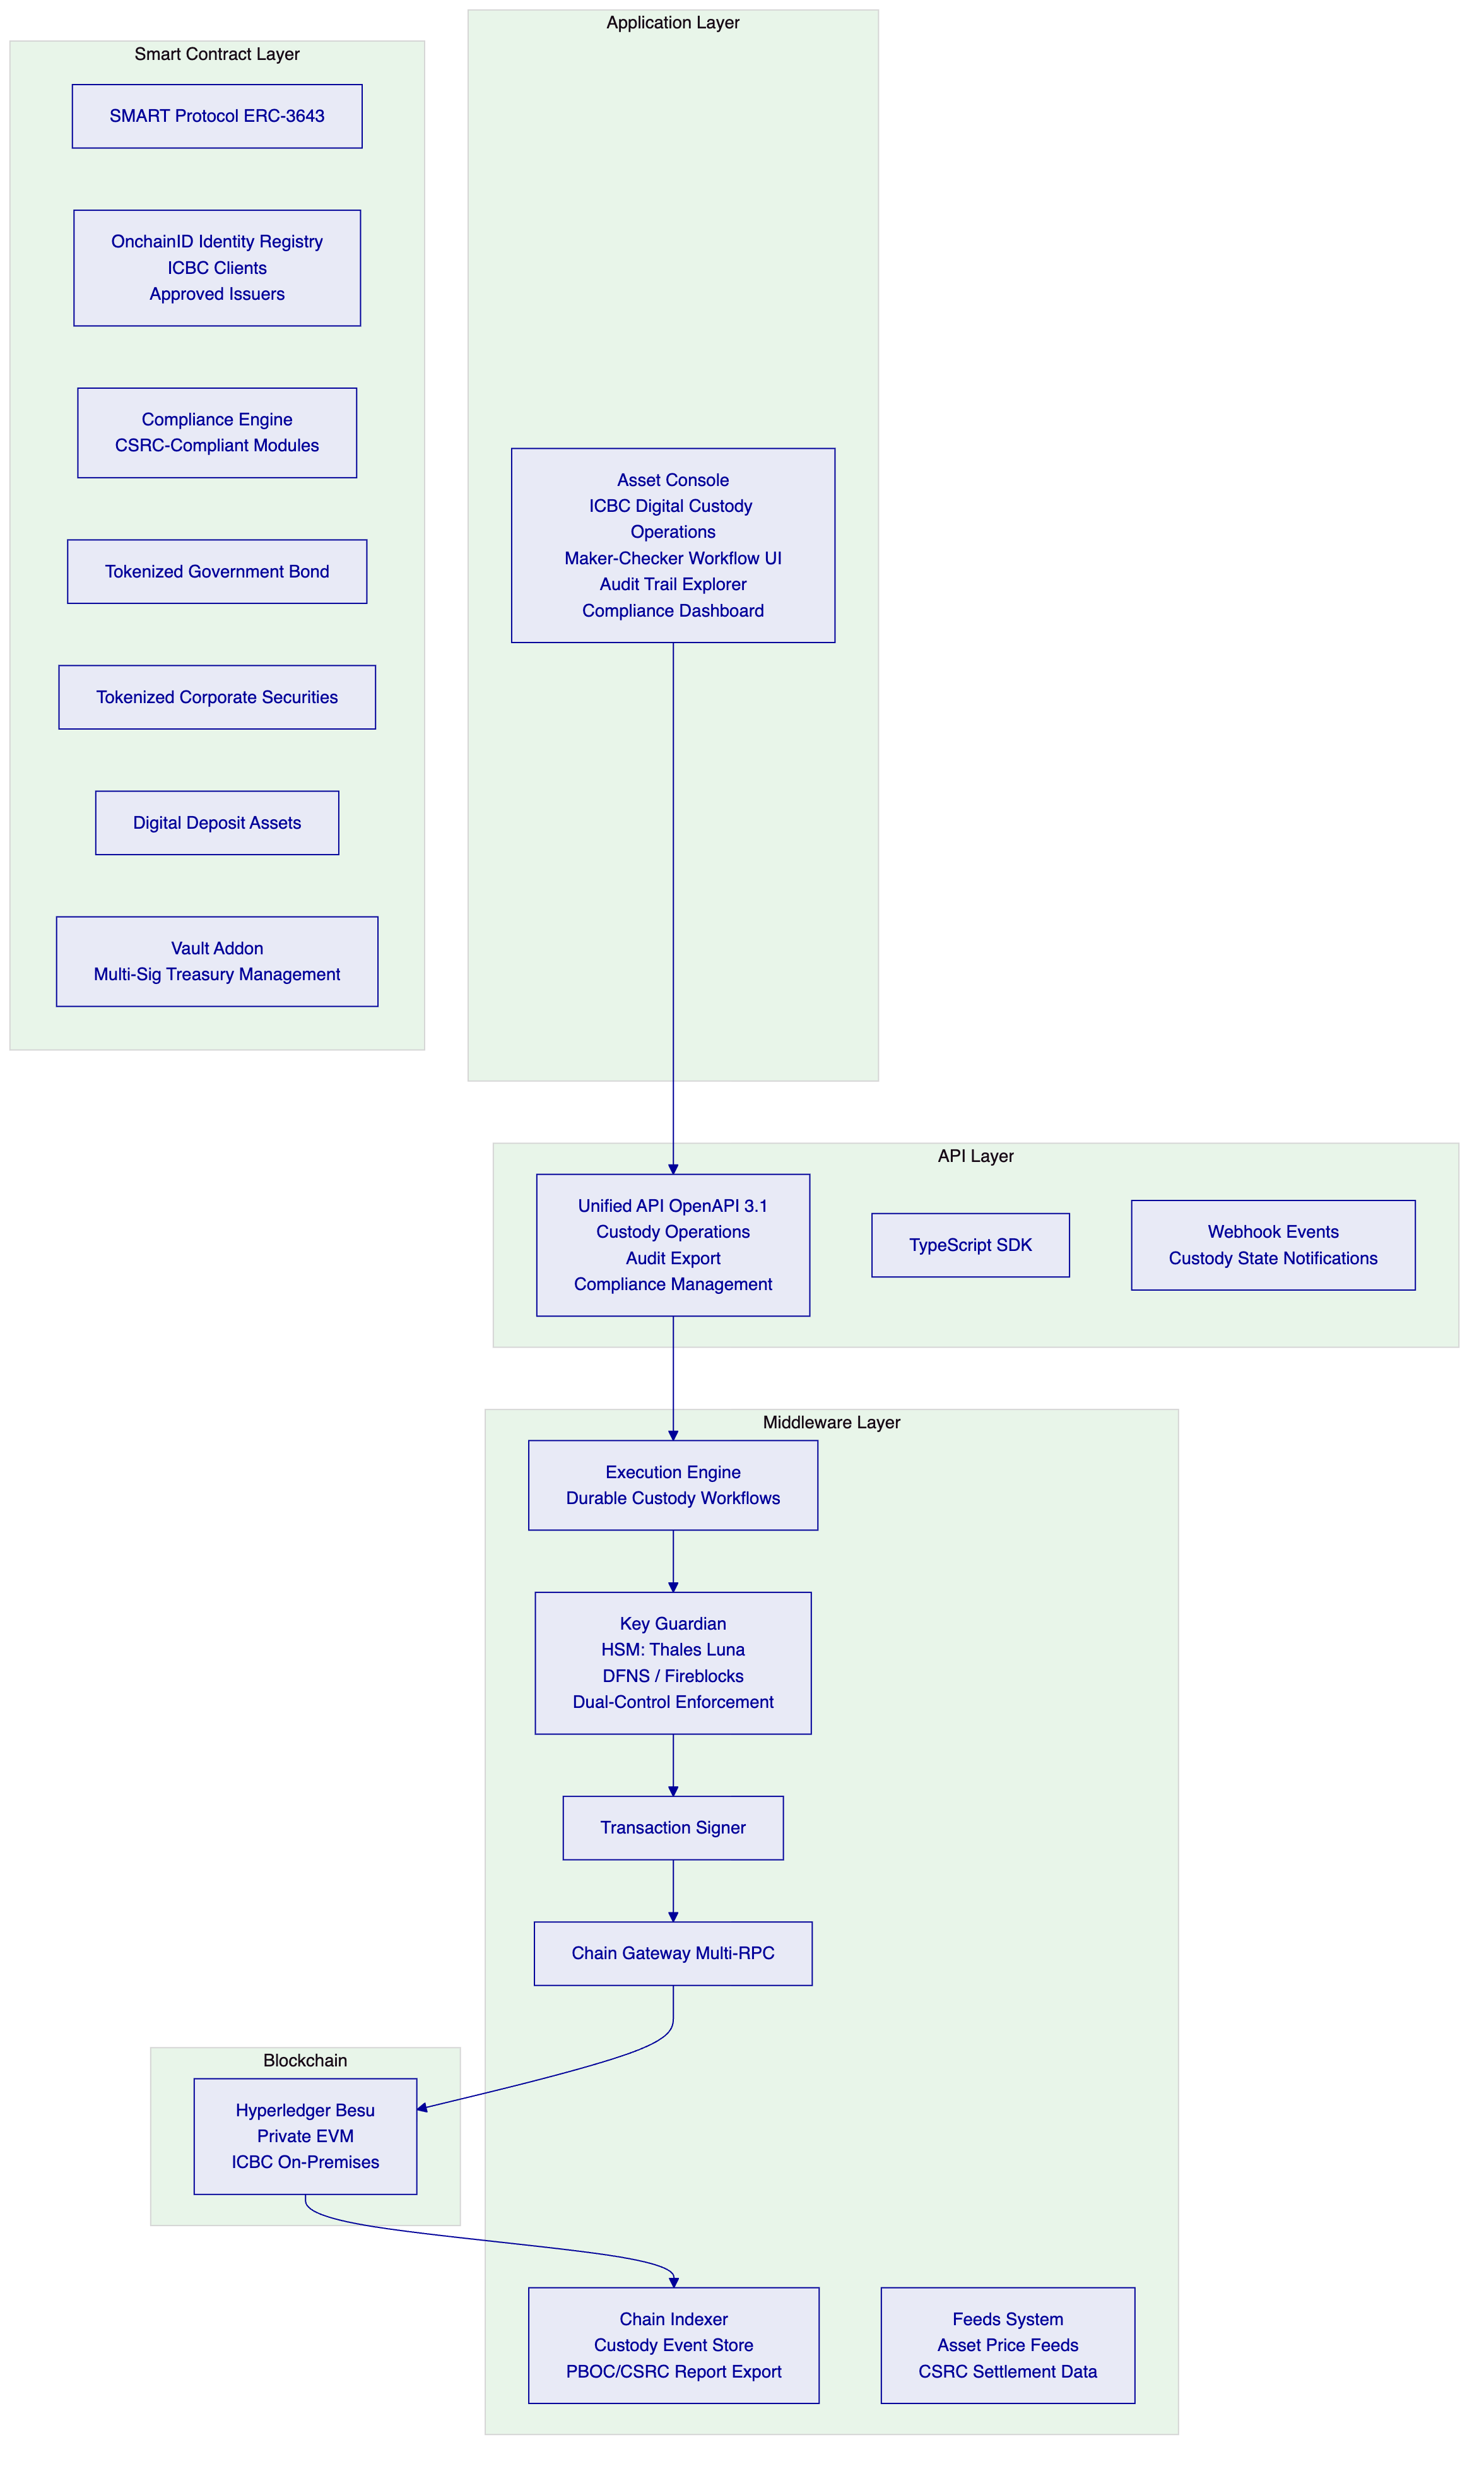 Smart Contract Layer
SMART Protocol ERC-3643
OnchainID Identity Registry
ICBC Clients
Approved Issuers
Compliance Engine
CSRC-Compliant Modules
Tokenized Government Bond
Tokenized Corporate Securities
Digital Deposit Assets
Vault Addon
Multi-Sig Treasury Management
Application Layer
Asset Console
ICBC Digital Custody
Operations
Maker-Checker Workflow UI
Audit Trail Explorer
Compliance Dashboard
API Layer
Unified API OpenAPI 3.1
Custody Operations
Audit Export
Compliance Management
TypeScript SDK
Webhook Events
Custody State Notifications
Middleware Layer
Execution Engine
Durable Custody Workflows
Key Guardian
HSM: Thales Luna
DFNS / Fireblocks
Dual-Control Enforcement
Transaction Signer
Chain Gateway Multi-RPC
Blockchain
Hyperledger Besu
Private EVM
ICBC On-Premises
Chain Indexer
Custody Event Store
PBOC/CSRC Report Export
Feeds System
Asset Price Feeds
CSRC Settlement Data